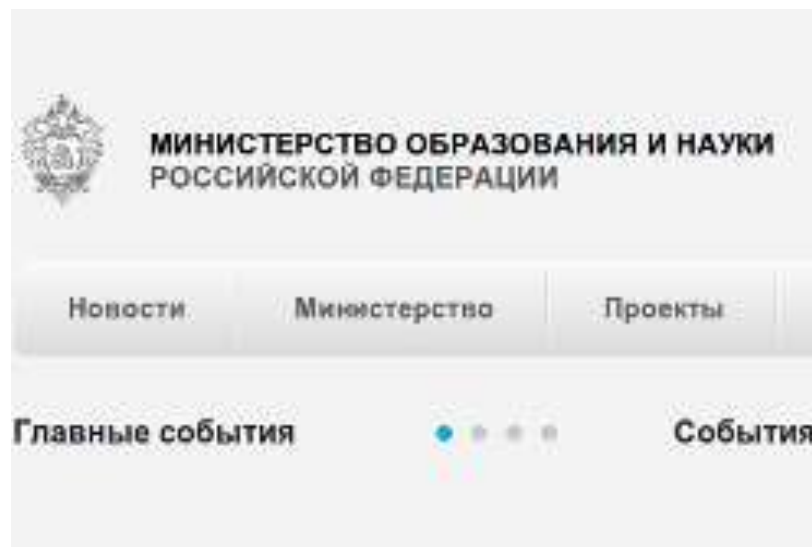 МИНИСТЕРСТВО ОБРАЗОВАНИЯ И НАУКИ
РОССИЙСКОЙ ФЕДЕРАЦИИ
Новости Министерство Проекты
Главные события События